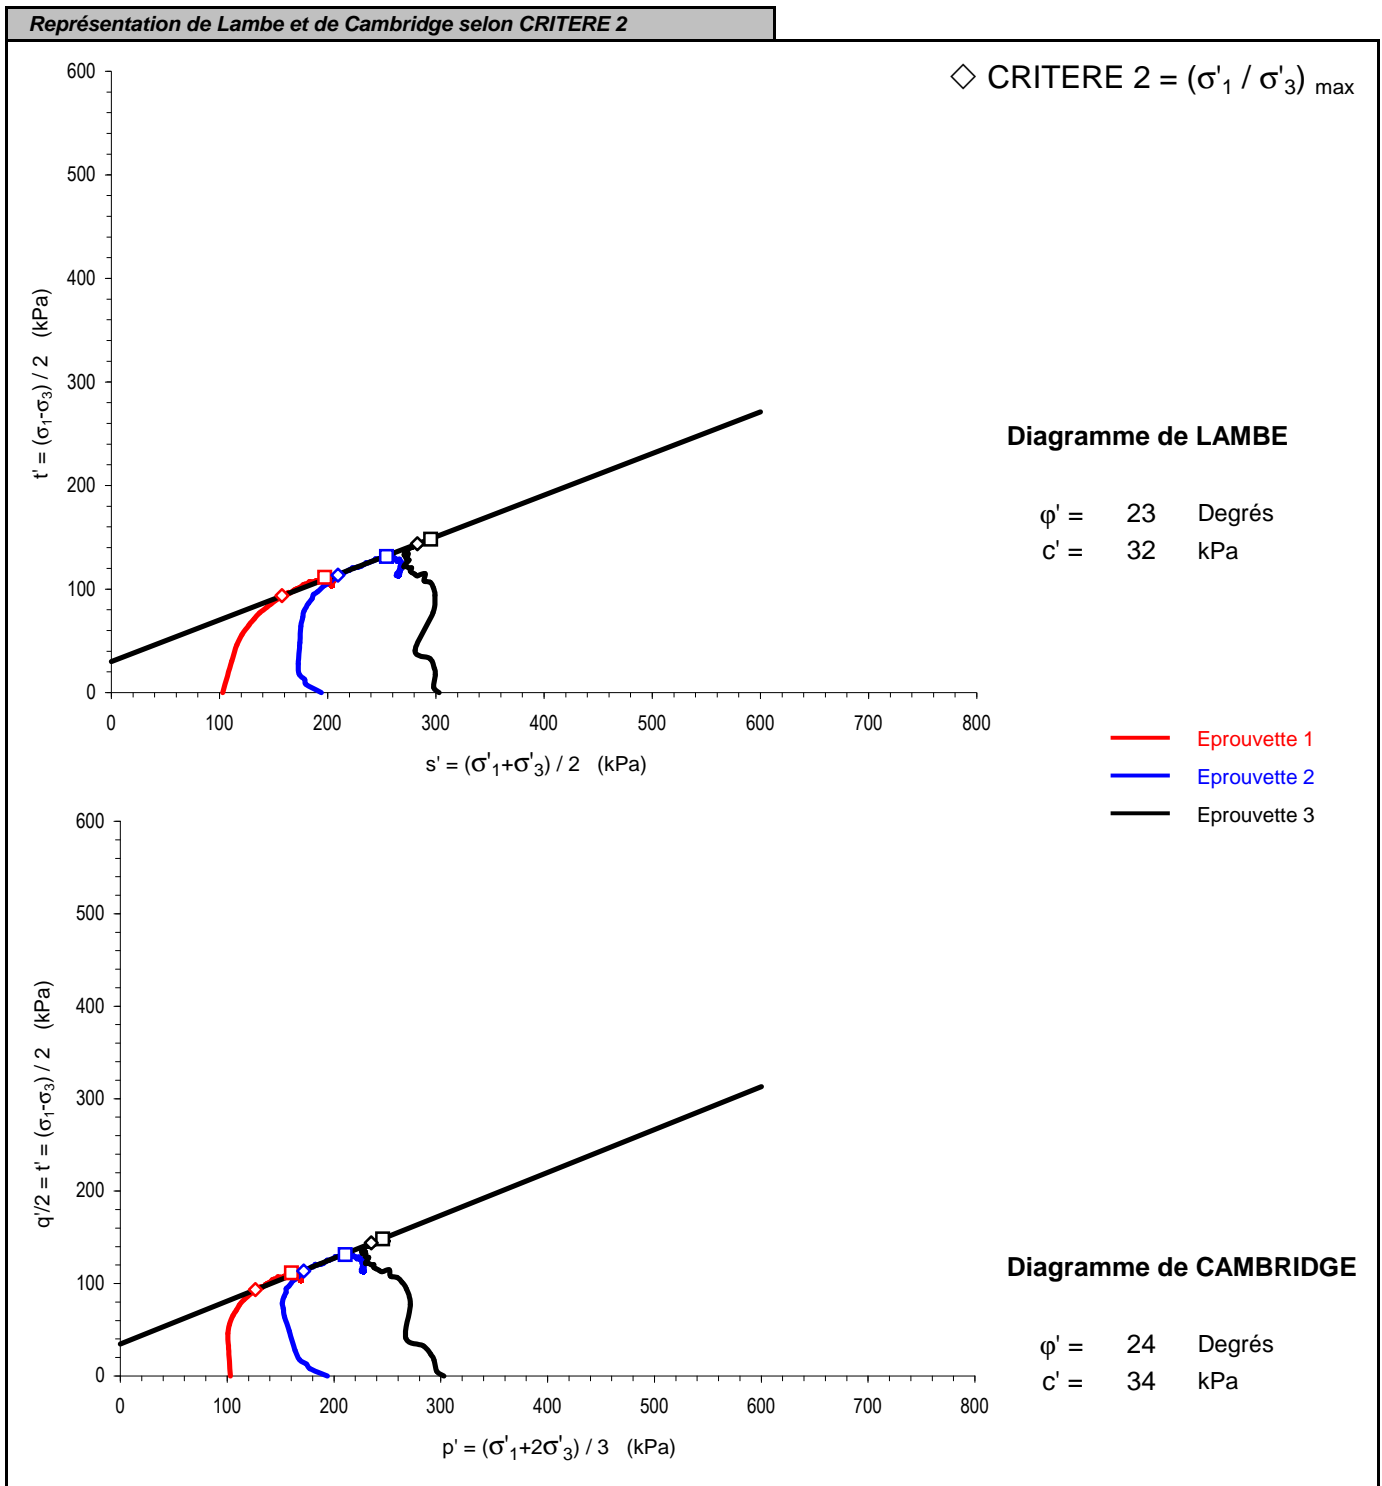 Représentation de Lambe et de Cambridge selon CRITERE 2
◇ CRITERE 2 = (σ'1 / σ'3) max
600
500
400
300
200
100
0
t' = (σ1-σ3) / 2 (kPa)
0 100 200 300 400 500 600 700 800
s' = (σ'1+σ'3) / 2 (kPa)
Diagramme de LAMBE
φ' = 23 Degrés
c' = 32 kPa
Eprouvette 1
Eprouvette 2
Eprouvette 3
600
500
400
300
200
100
0
q'/2 = t' = (σ1-σ3) / 2 (kPa)
0 100 200 300 400 500 600 700 800
p' = (σ'1+2σ'3) / 3 (kPa)
Diagramme de CAMBRIDGE
φ' = 24 Degrés
c' = 34 kPa